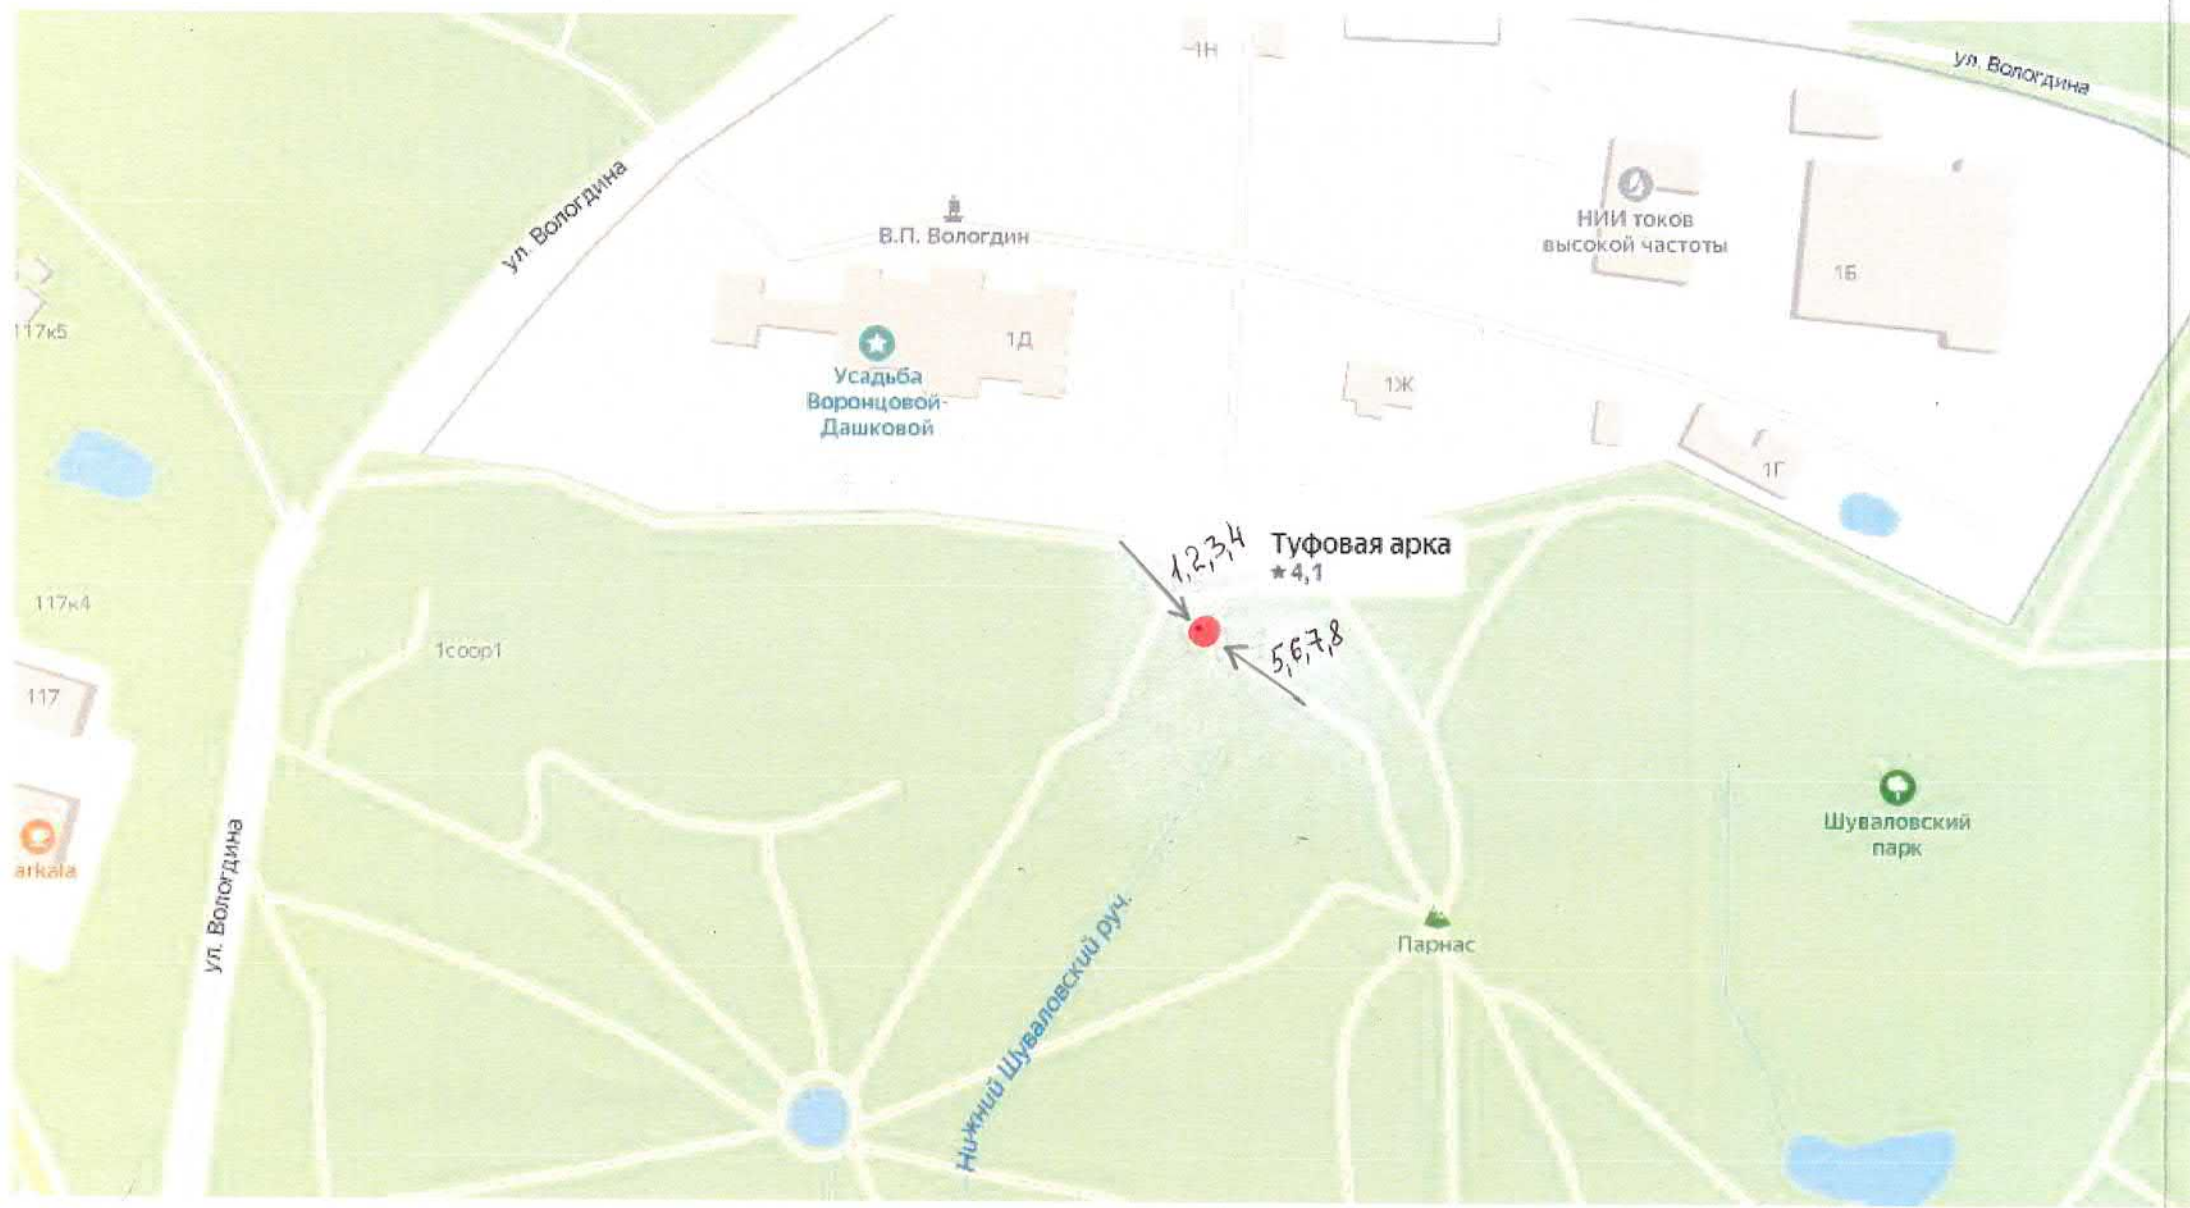 1Н
ул. Вологдина
ул. Вологдина
В.П. Вологдин
НИИ токов
высокой частоты
1Б
117к5
1Д
Усадьба
Воронцовой-
Дашковой
1Ж
1Г
1,2,3,4
Туфовая арка
4,1
117к4
1соор1
5,6,7,8
117
Шуваловский
парк
arkala
ул. Вологдина
Парнас
Нижний Шуваловский руч.